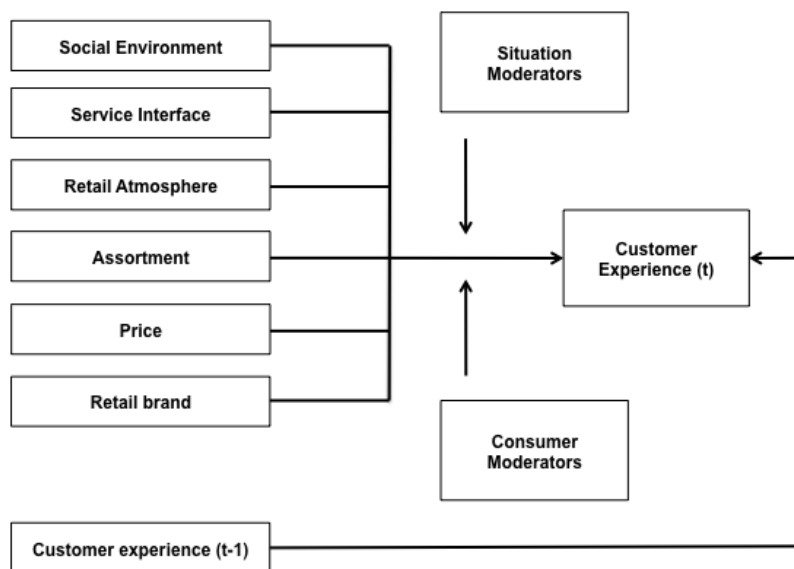 Social Environment
Service Interface
Retail Atmosphere
Assortment
Price
Retail brand
Customer experience (t-1)
Situation
Moderators
Customer
Experience (t)
Consumer
Moderators